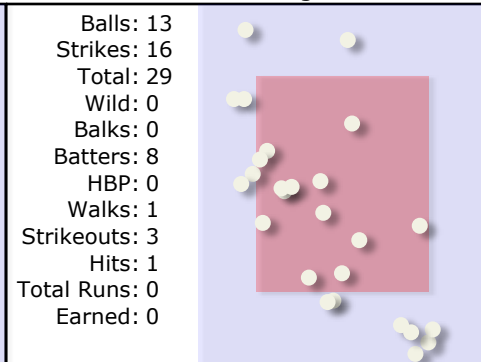 Balls: 13
Strikes: 16
Total: 29
Wild: 0
Balks: 0
Batters: 8
HBP: 0
Walks: 1
Strikeouts: 3
Hits: 1
Total Runs: 0
Earned: 0